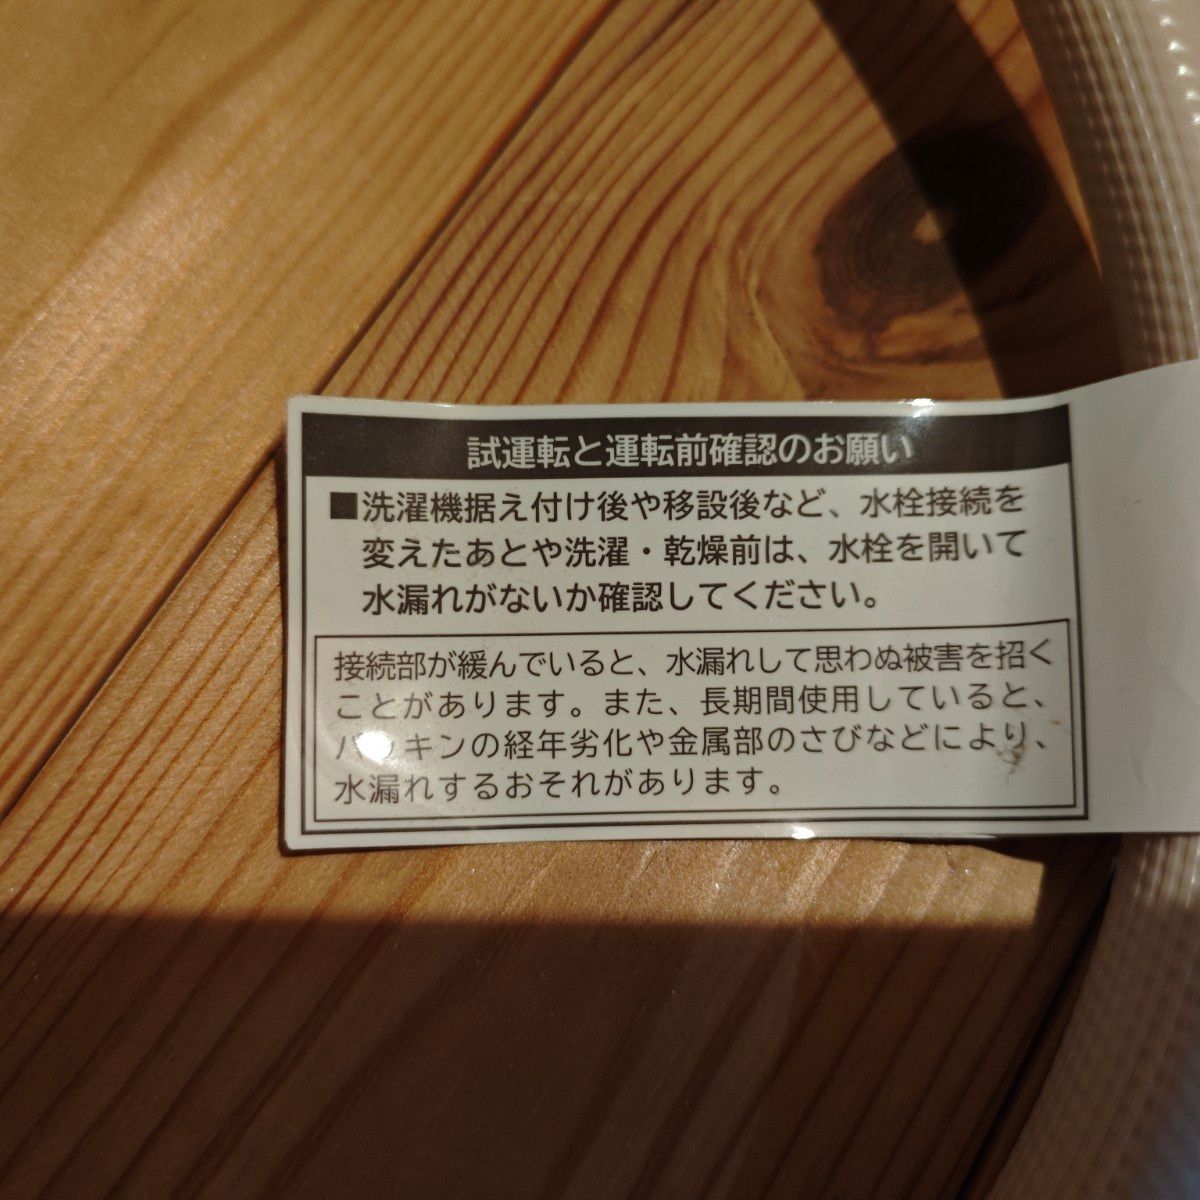 試運転と運転前確認のお願い
■洗濯機据え付け後や移設後など、水栓接続を
変えたあとや洗濯・乾燥前は、水栓を開いて
水漏れがないか確認してください。
接続部が緩んでいると、水漏れして思わぬ被害を招く
ことがあります。また、長期間使用していると、
パッキンの経年劣化や金属部のさびなどにより、
水漏れするおそれがあります。